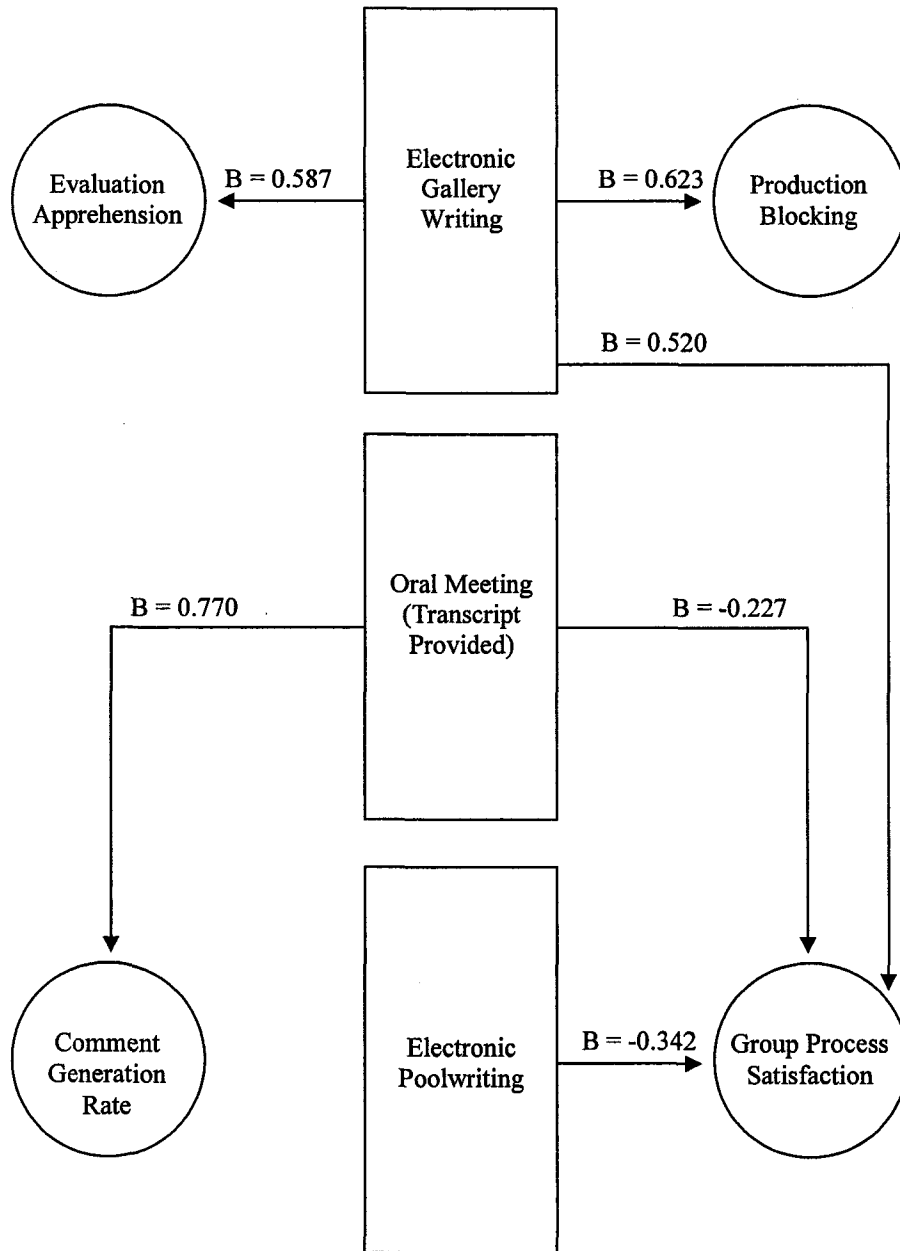 Evaluation
Apprehension
B = 0.587
Electronic
Gallery
Writing
B = 0.623
Production
Blocking
B = 0.520
B = 0.770
Oral Meeting
(Transcript
Provided)
B = -0.227
Comment
Generation
Rate
Electronic
Poolwriting
B = -0.342
Group Process
Satisfaction